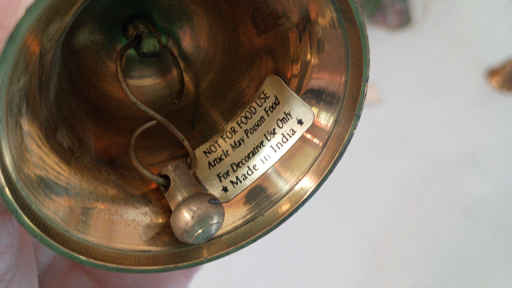 NOT FOR FOOD USE
Article May Poison Food
For Decorative Use Only
★ Made in India ★